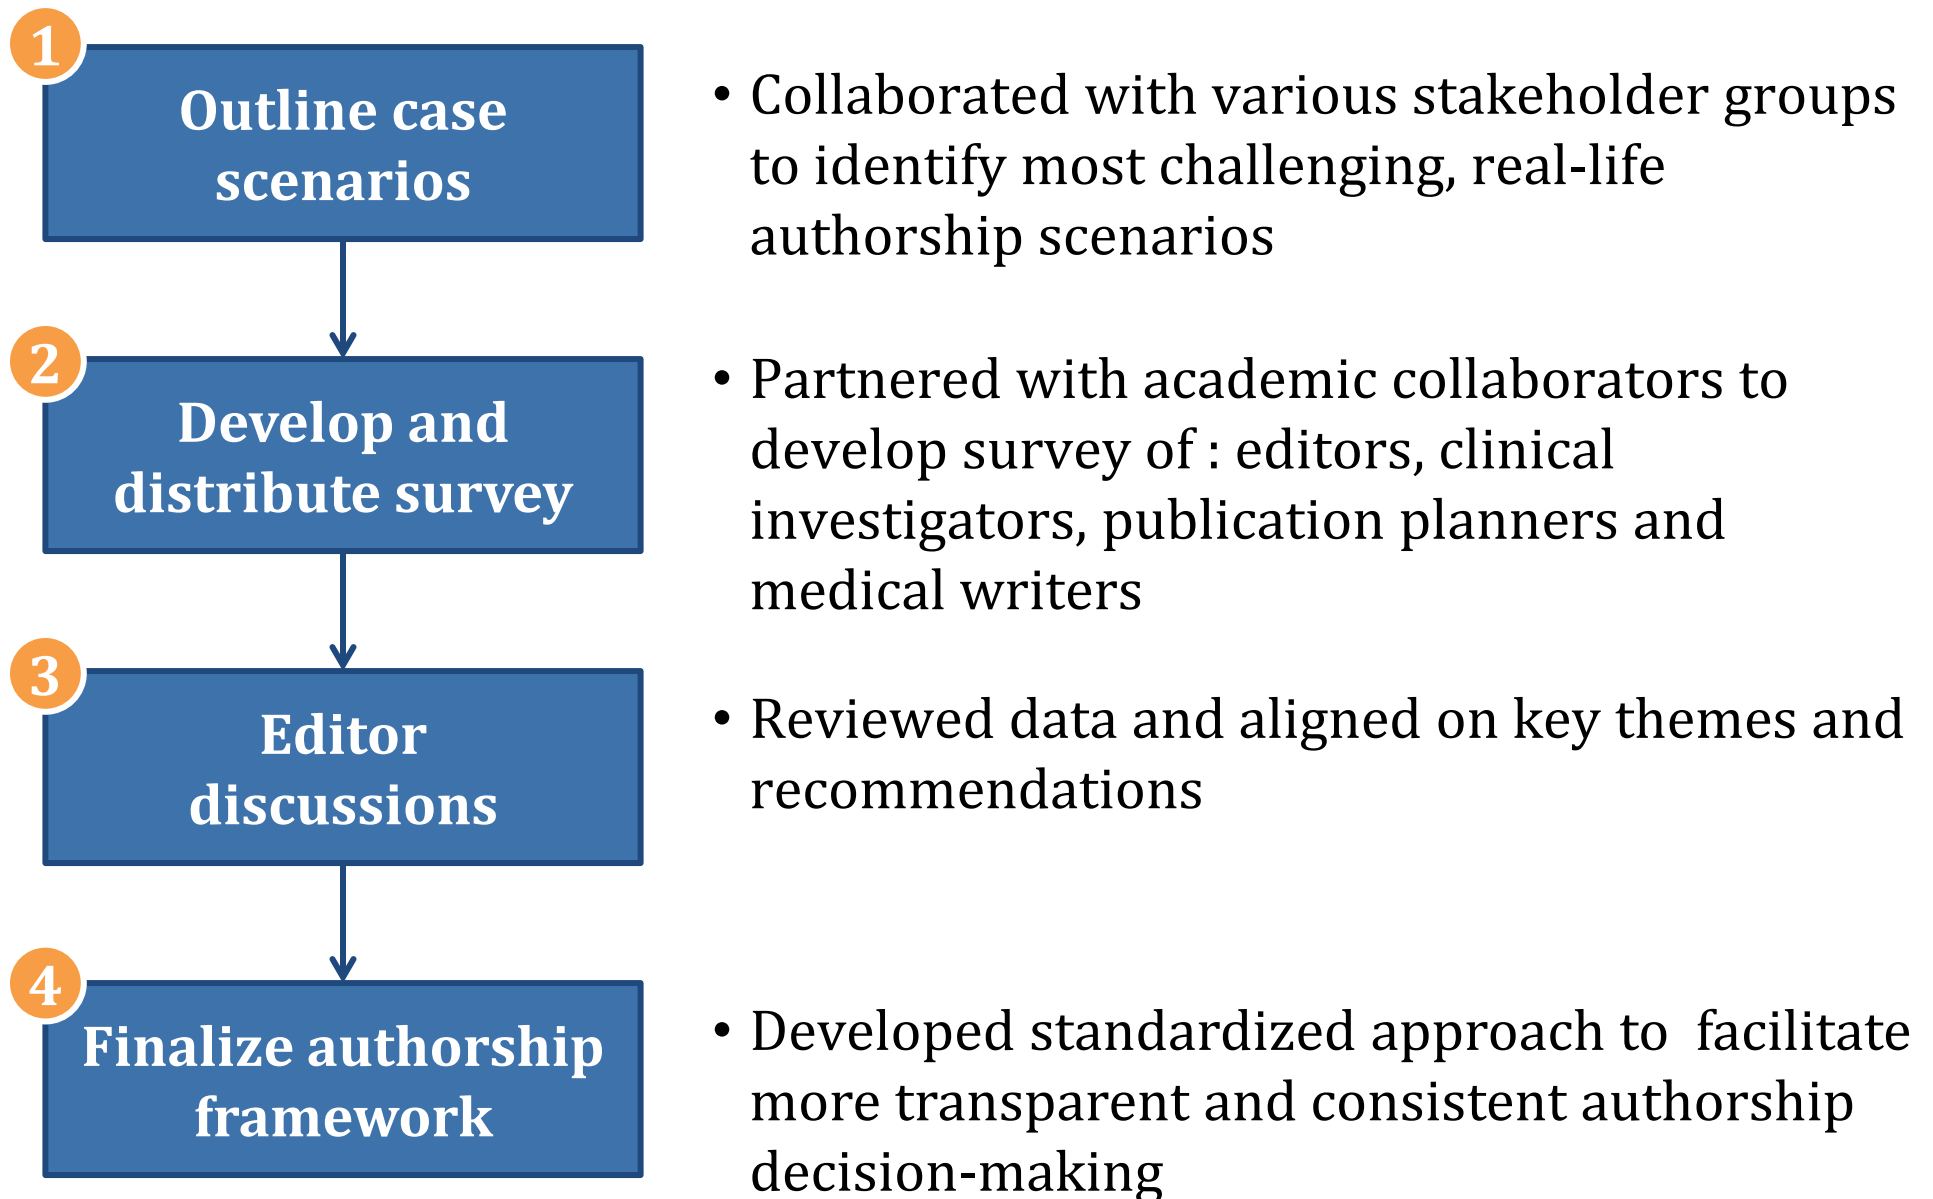 1
Outline case
scenarios
• Collaborated with various stakeholder groups
to identify most challenging, real-life
authorship scenarios
2
Develop and
distribute survey
• Partnered with academic collaborators to
develop survey of : editors, clinical
investigators, publication planners and
medical writers
3
Editor
discussions
• Reviewed data and aligned on key themes and
recommendations
4
Finalize authorship
framework
• Developed standardized approach to  facilitate
more transparent and consistent authorship
decision-making